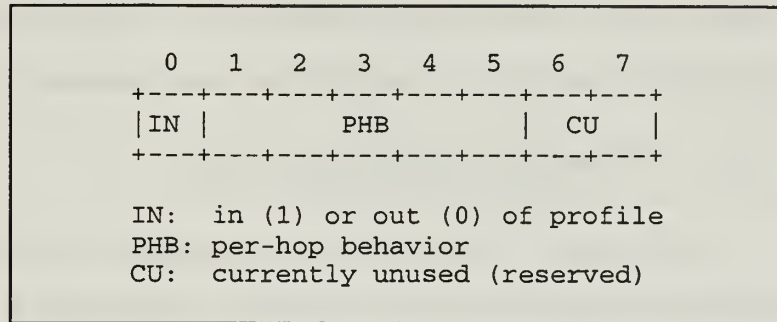 0 1 2 3 4 5 6 7
+---+---+---+---+---+---+---+---+
|IN | PHB | CU |
+---+---+---+---+---+---+---+---+
IN: in (1) or out (0) of profile
PHB: per-hop behavior
CU: currently unused (reserved)